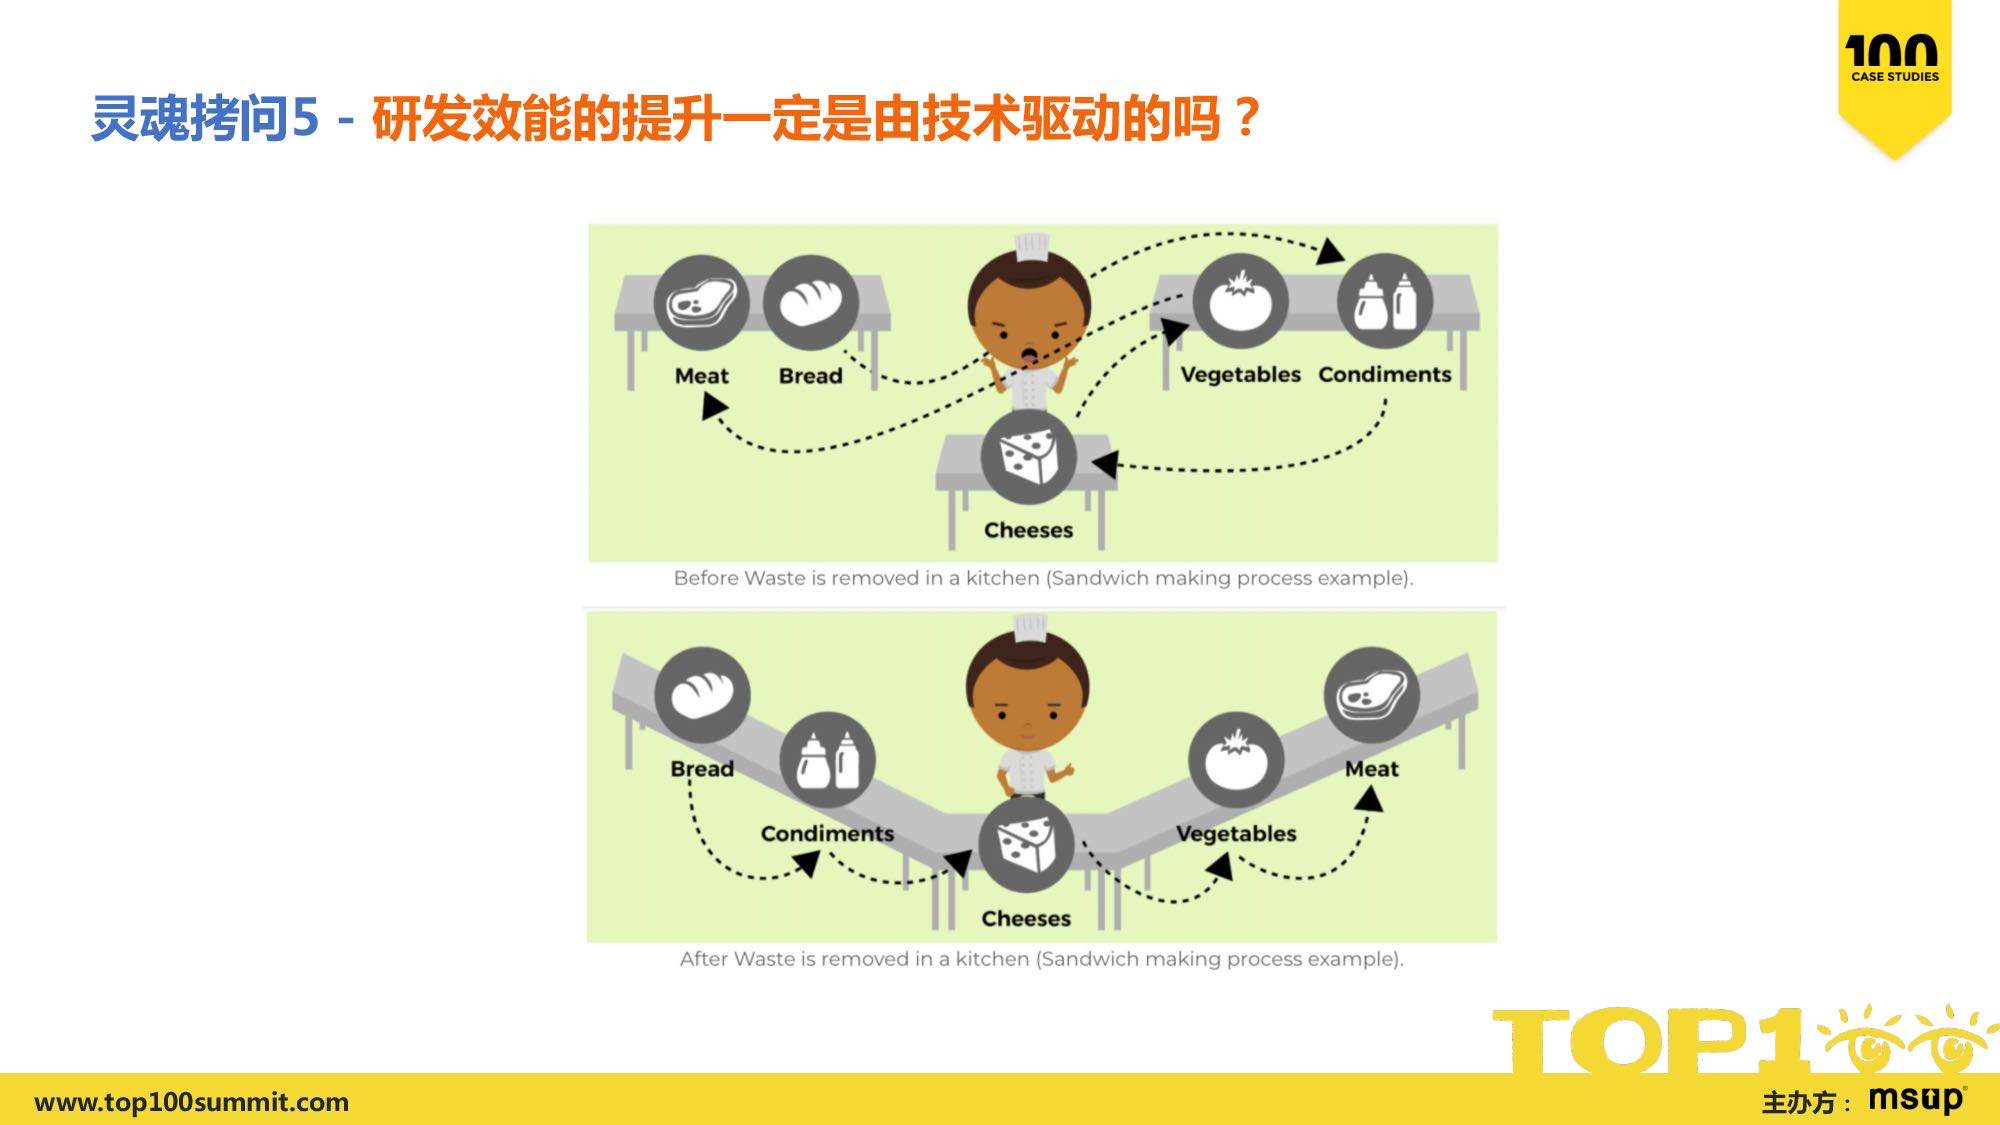 100
CASE STUDIES
灵魂拷问5 - 研发效能的提升一定是由技术驱动的吗？
Meat Bread Vegetables Condiments
Cheeses
Before Waste is removed in a kitchen (Sandwich making process example).
Bread Meat
Condiments Vegetables
Cheeses
After Waste is removed in a kitchen (Sandwich making process example).
TOP100
www.top100summit.com 主办方： msup®